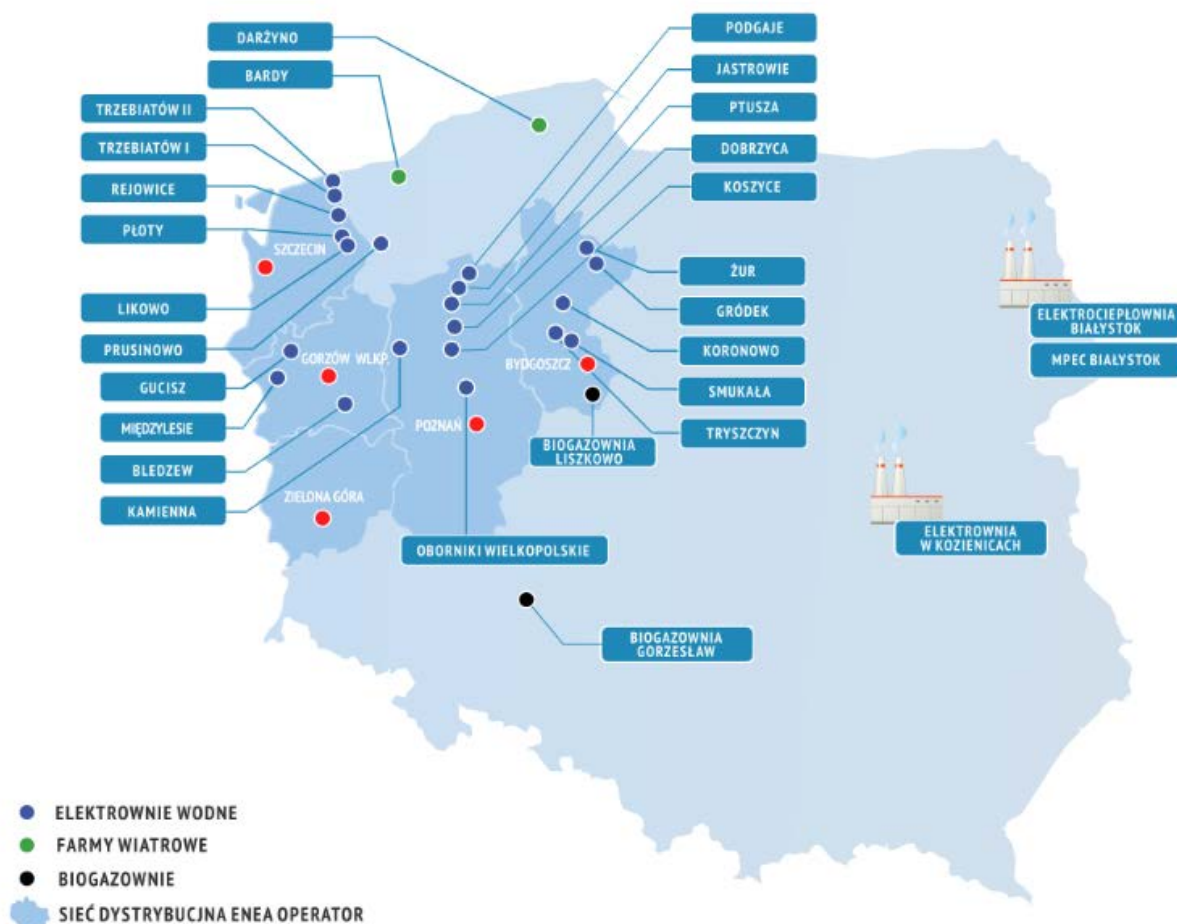 DARŻYNO
BARDY
TRZEBIATÓW II
TRZEBIATÓW I
REJOWICE
PŁOTY
LIKOWO
PRUSINOWO
GUCISZ
MIĘDZYLESIE
BLEDZEW
KAMIENNA
PODGAJE
JASTROWIE
PTUSZA
DOBRZYCA
KOSZYCE
ŻUR
GRÓDEK
KORONOWO
SMUKAŁA
TRYSZCZYN
SZCZECIN
GORZÓW WLKP.
BYDGOSZCZ
POZNAŃ
ZIELONA GÓRA
BIOGAZOWNIA
LISZKOWO
OBORNIKI WIELKOPOLSKIE
BIOGAZOWNIA
GORZESŁAW
ELEKTROCIEPŁOWNIA
BIAŁYSTOK
MPEC BIAŁYSTOK
ELEKTROWNIA
W KOZIENICACH
ELEKTROWNIE WODNE
FARMY WIATROWE
BIOGAZOWNIE
SIEĆ DYSTRYBUCJNA ENEA OPERATOR